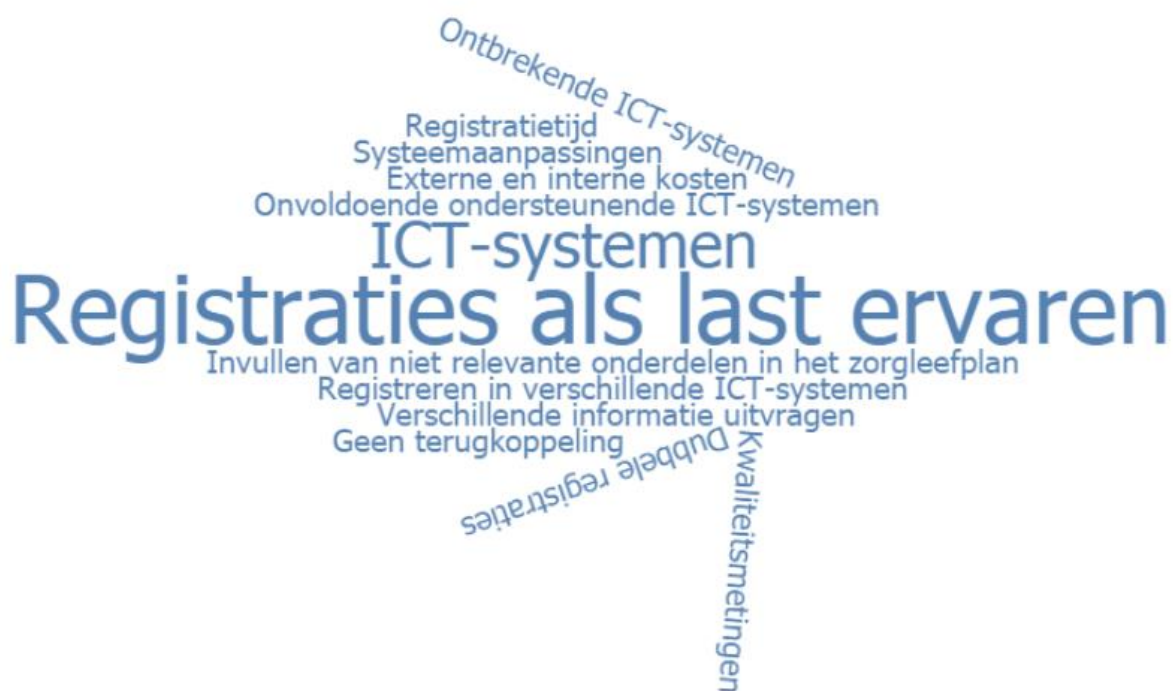 Ontbrekende ICT-systemen
Registratietijd
Systeemaanpassingen
Externe en interne kosten
Onvoldoende ondersteunende ICT-systemen
ICT-systemen
Registraties als last ervaren
Invullen van niet relevante onderdelen in het zorgleefplan
Registreren in verschillende ICT-systemen
Verschillende informatie uitvragen
Geen terugkoppeling
Dubbele registraties
Kwaliteitsmetingen